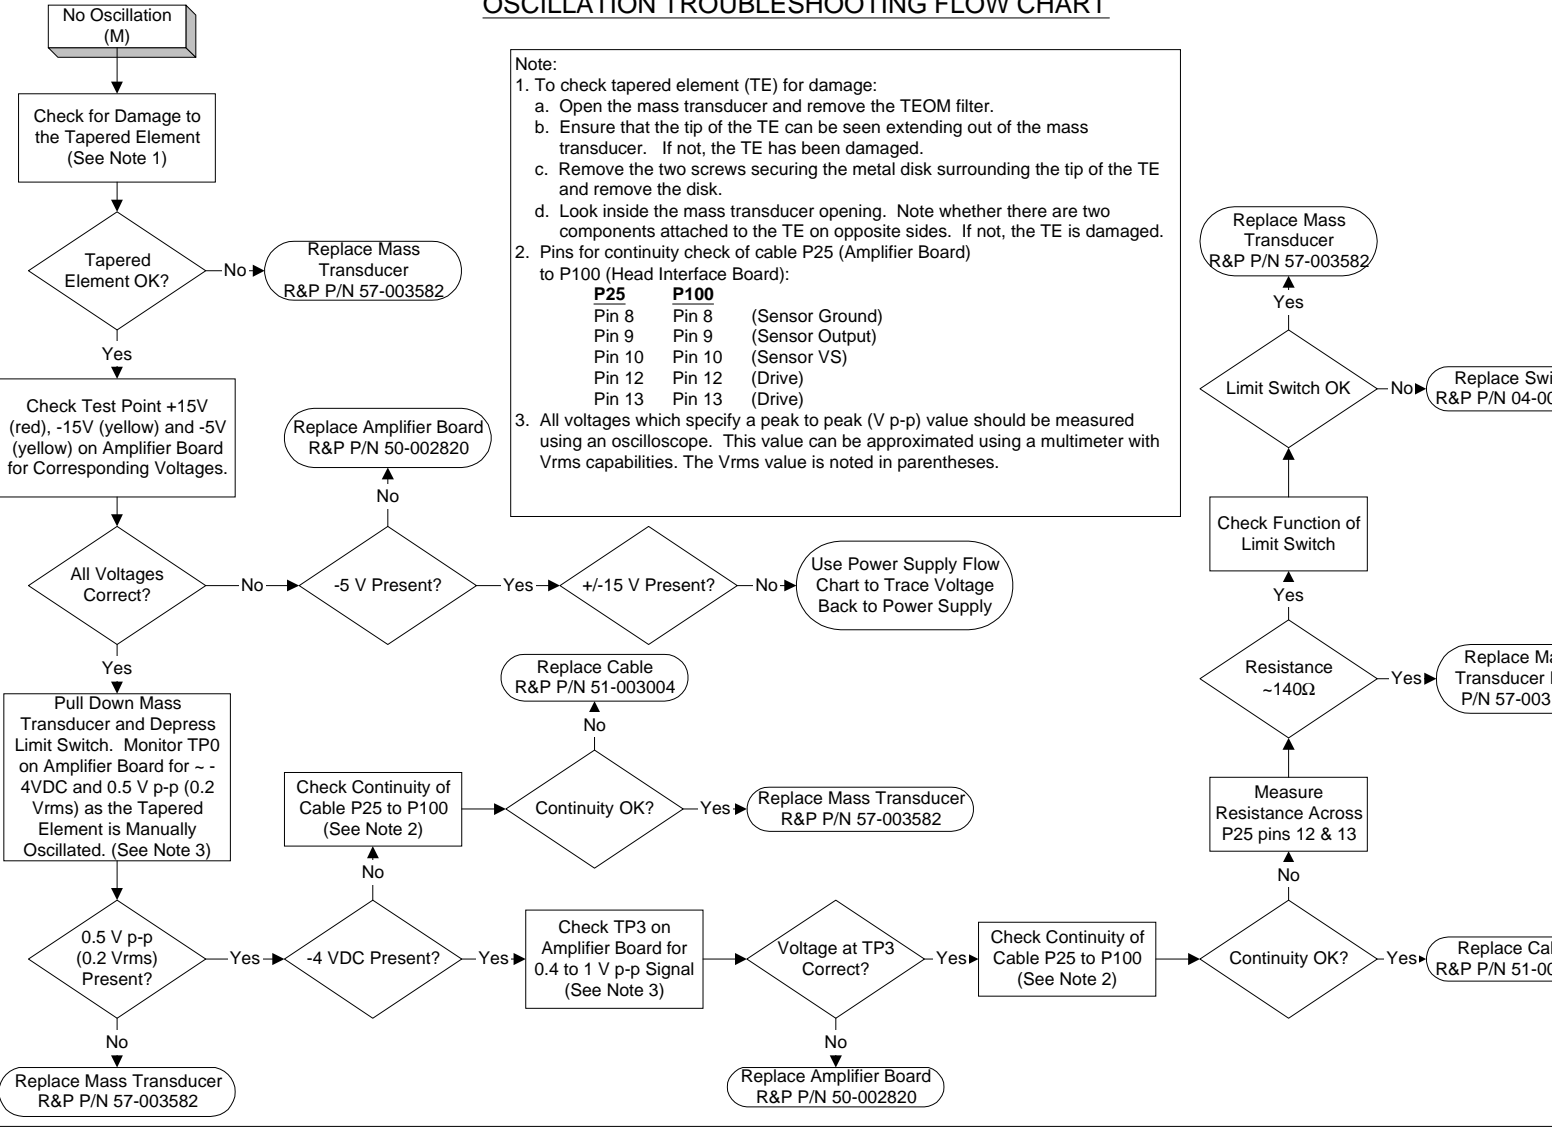 OSCILLATION TROUBLESHOOTING FLOW CHART
No Oscillation
(M)
Check for Damage to
the Tapered Element
(See Note 1)
Tapered
Element OK?
No
Replace Mass
Transducer
R&P P/N 57-003582
Yes
Check Test Point +15V
(red), -15V (yellow) and -5V
(yellow) on Amplifier Board
for Corresponding Voltages.
All Voltages
Correct?
No
-5 V Present?
No
Replace Amplifier Board
R&P P/N 50-002820
Yes
+/-15 V Present?
No
Use Power Supply Flow
Chart to Trace Voltage
Back to Power Supply
Yes
Pull Down Mass
Transducer and Depress
Limit Switch. Monitor TP0
on Amplifier Board for ~ -
4VDC and 0.5 V p-p (0.2
Vrms) as the Tapered
Element is Manually
Oscillated. (See Note 3)
0.5 V p-p
(0.2 Vrms)
Present?
No
Replace Mass Transducer
R&P P/N 57-003582
Yes
-4 VDC Present?
No
Check Continuity of
Cable P25 to P100
(See Note 2)
Continuity OK?
No
Replace Cable
R&P P/N 51-003004
Yes
Replace Mass Transducer
R&P P/N 57-003582
Yes
Check TP3 on
Amplifier Board for
0.4 to 1 V p-p Signal
(See Note 3)
Voltage at TP3
Correct?
No
Replace Amplifier Board
R&P P/N 50-002820
Yes
Check Continuity of
Cable P25 to P100
(See Note 2)
Continuity OK?
Yes
Replace
R&P P/N
No
Measure
Resistance Across
P25 pins 12 & 13
Resistance
~140Ω
Yes
Replace
Transducer
P/N
Yes
Check Function of
Limit Switch
Limit Switch OK
No
Replace
R&P P/N
Yes
Replace Mass
Transducer
R&P P/N 57-003582
Note:
1. To check tapered element (TE) for damage:
a. Open the mass transducer and remove the TEOM filter.
b. Ensure that the tip of the TE can be seen extending out of the mass
transducer. If not, the TE has been damaged.
c. Remove the two screws securing the metal disk surrounding the tip of the TE
and remove the disk.
d. Look inside the mass transducer opening. Note whether there are two
components attached to the TE on opposite sides. If not, the TE is damaged.
2. Pins for continuity check of cable P25 (Amplifier Board)
to P100 (Head Interface Board):
P25 P100
Pin 8 Pin 8 (Sensor Ground)
Pin 9 Pin 9 (Sensor Output)
Pin 10 Pin 10 (Sensor VS)
Pin 12 Pin 12 (Drive)
Pin 13 Pin 13 (Drive)
3. All voltages which specify a peak to peak (V p-p) value should be measured
using an oscilloscope. This value can be approximated using a multimeter with
Vrms capabilities. The Vrms value is noted in parentheses.